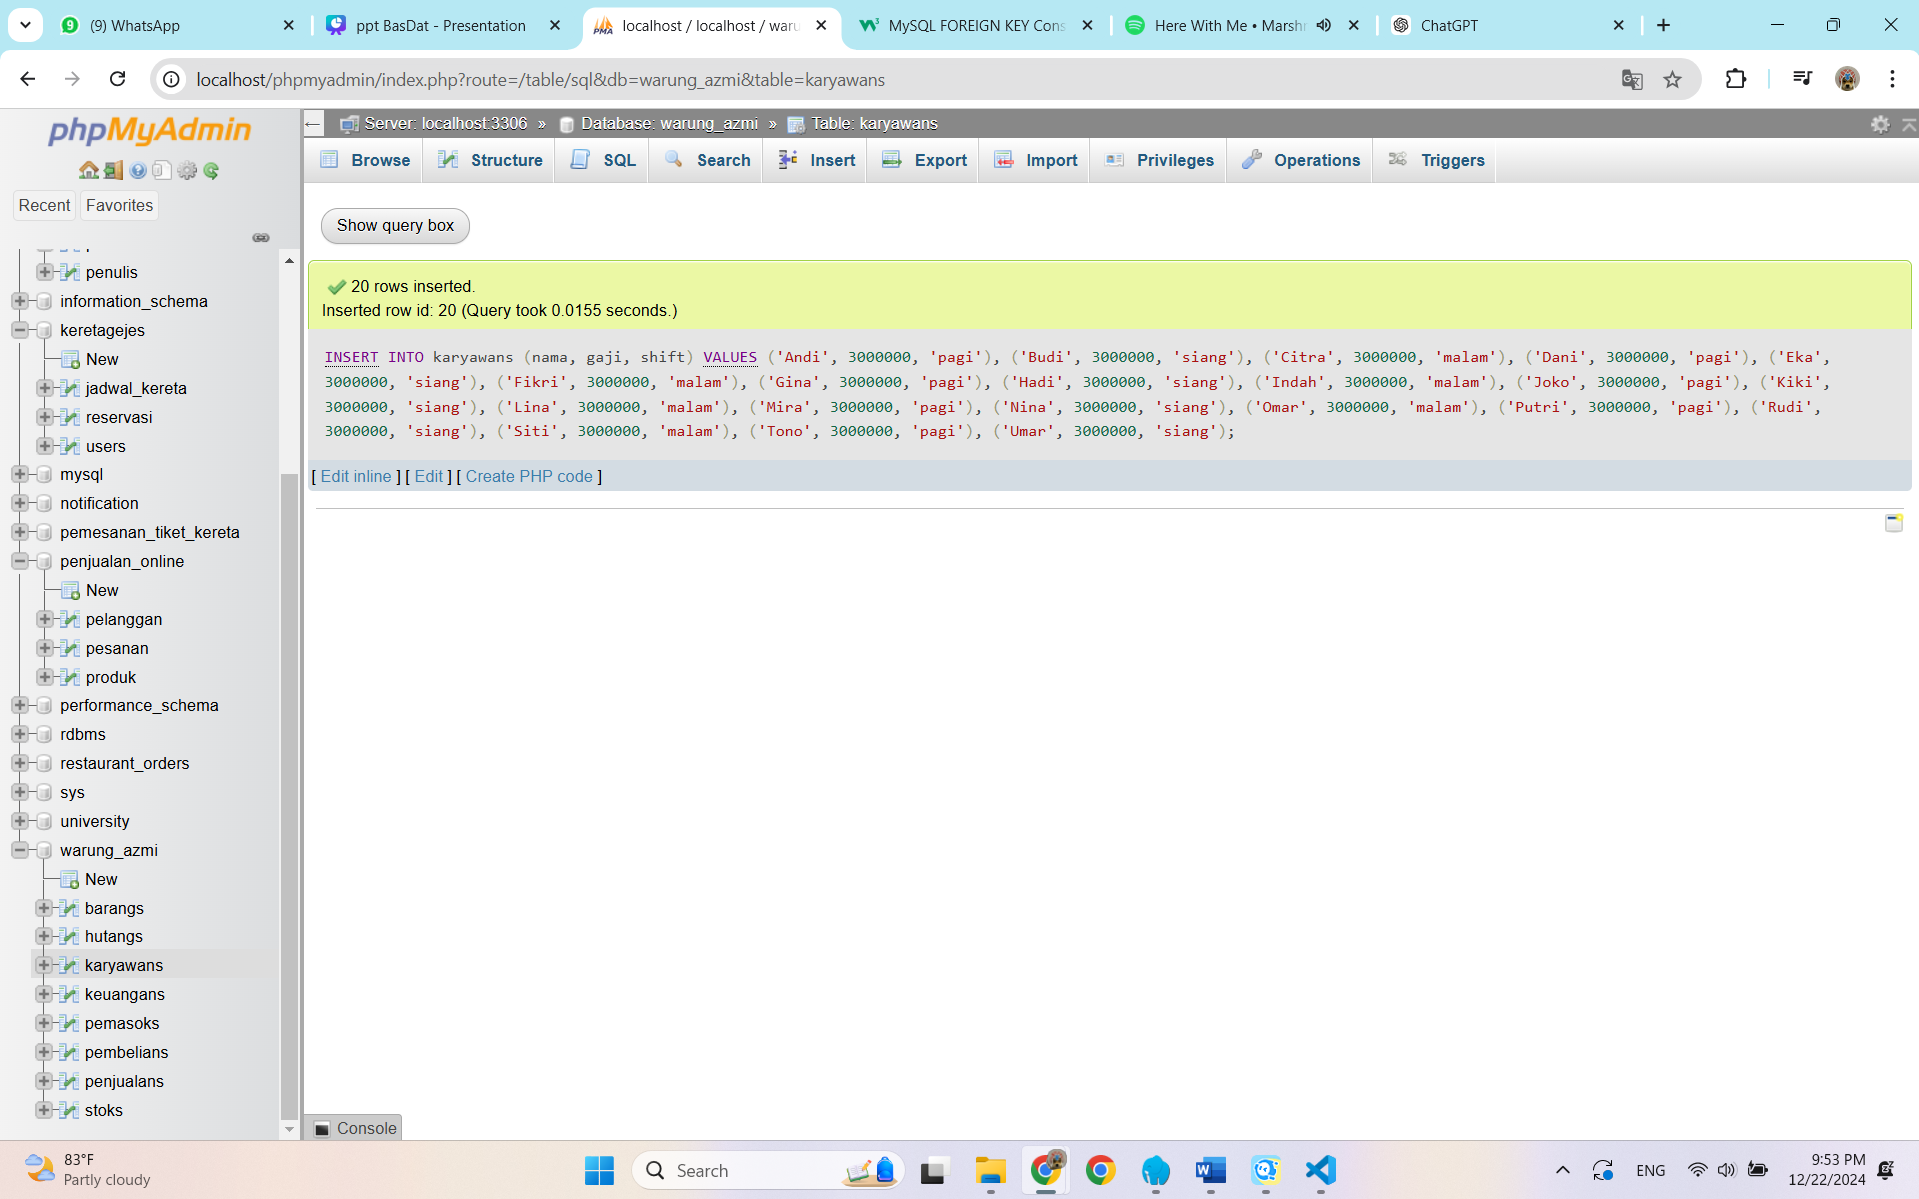 (9) WhatsApp
ppt BasDat - Presentation
localhost / localhost / waru
MySQL FOREIGN KEY Cons
Here With Me • Marshm
ChatGPT
localhost/phpmyadmin/index.php?route=/table/sql&db=warung_azmi&table=karyawans
phpMyAdmin
Recent
Favorites
penulis
information_schema
keretagejes
New
jadwal_kereta
reservasi
users
mysql
notification
pemesanan_tiket_kereta
penjualan_online
New
pelanggan
pesanan
produk
performance_schema
rdbms
restaurant_orders
sys
university
warung_azmi
New
barangs
hutangs
karyawans
keuangans
pemasoks
pembelians
penjualans
stoks
Server: localhost:3306 » Database: warung_azmi » Table: karyawans
Browse Structure SQL Search Insert Export Import Privileges Operations Triggers
Show query box
20 rows inserted.
Inserted row id: 20 (Query took 0.0155 seconds.)
INSERT INTO karyawans (nama, gaji, shift) VALUES ('Andi', 3000000, 'pagi'), ('Budi', 3000000, 'siang'), ('Citra', 3000000, 'malam'), ('Dani', 3000000, 'pagi'), ('Eka',
3000000, 'siang'), ('Fikri', 3000000, 'malam'), ('Gina', 3000000, 'pagi'), ('Hadi', 3000000, 'siang'), ('Indah', 3000000, 'malam'), ('Joko', 3000000, 'pagi'), ('Kiki',
3000000, 'siang'), ('Lina', 3000000, 'malam'), ('Mira', 3000000, 'pagi'), ('Nina', 3000000, 'siang'), ('Omar', 3000000, 'malam'), ('Putri', 3000000, 'pagi'), ('Rudi',
3000000, 'siang'), ('Siti', 3000000, 'malam'), ('Tono', 3000000, 'pagi'), ('Umar', 3000000, 'siang');
[ Edit inline ] [ Edit ] [ Create PHP code ]
Console
83°F
Partly cloudy
Search
ENG
9:53 PM
12/22/2024